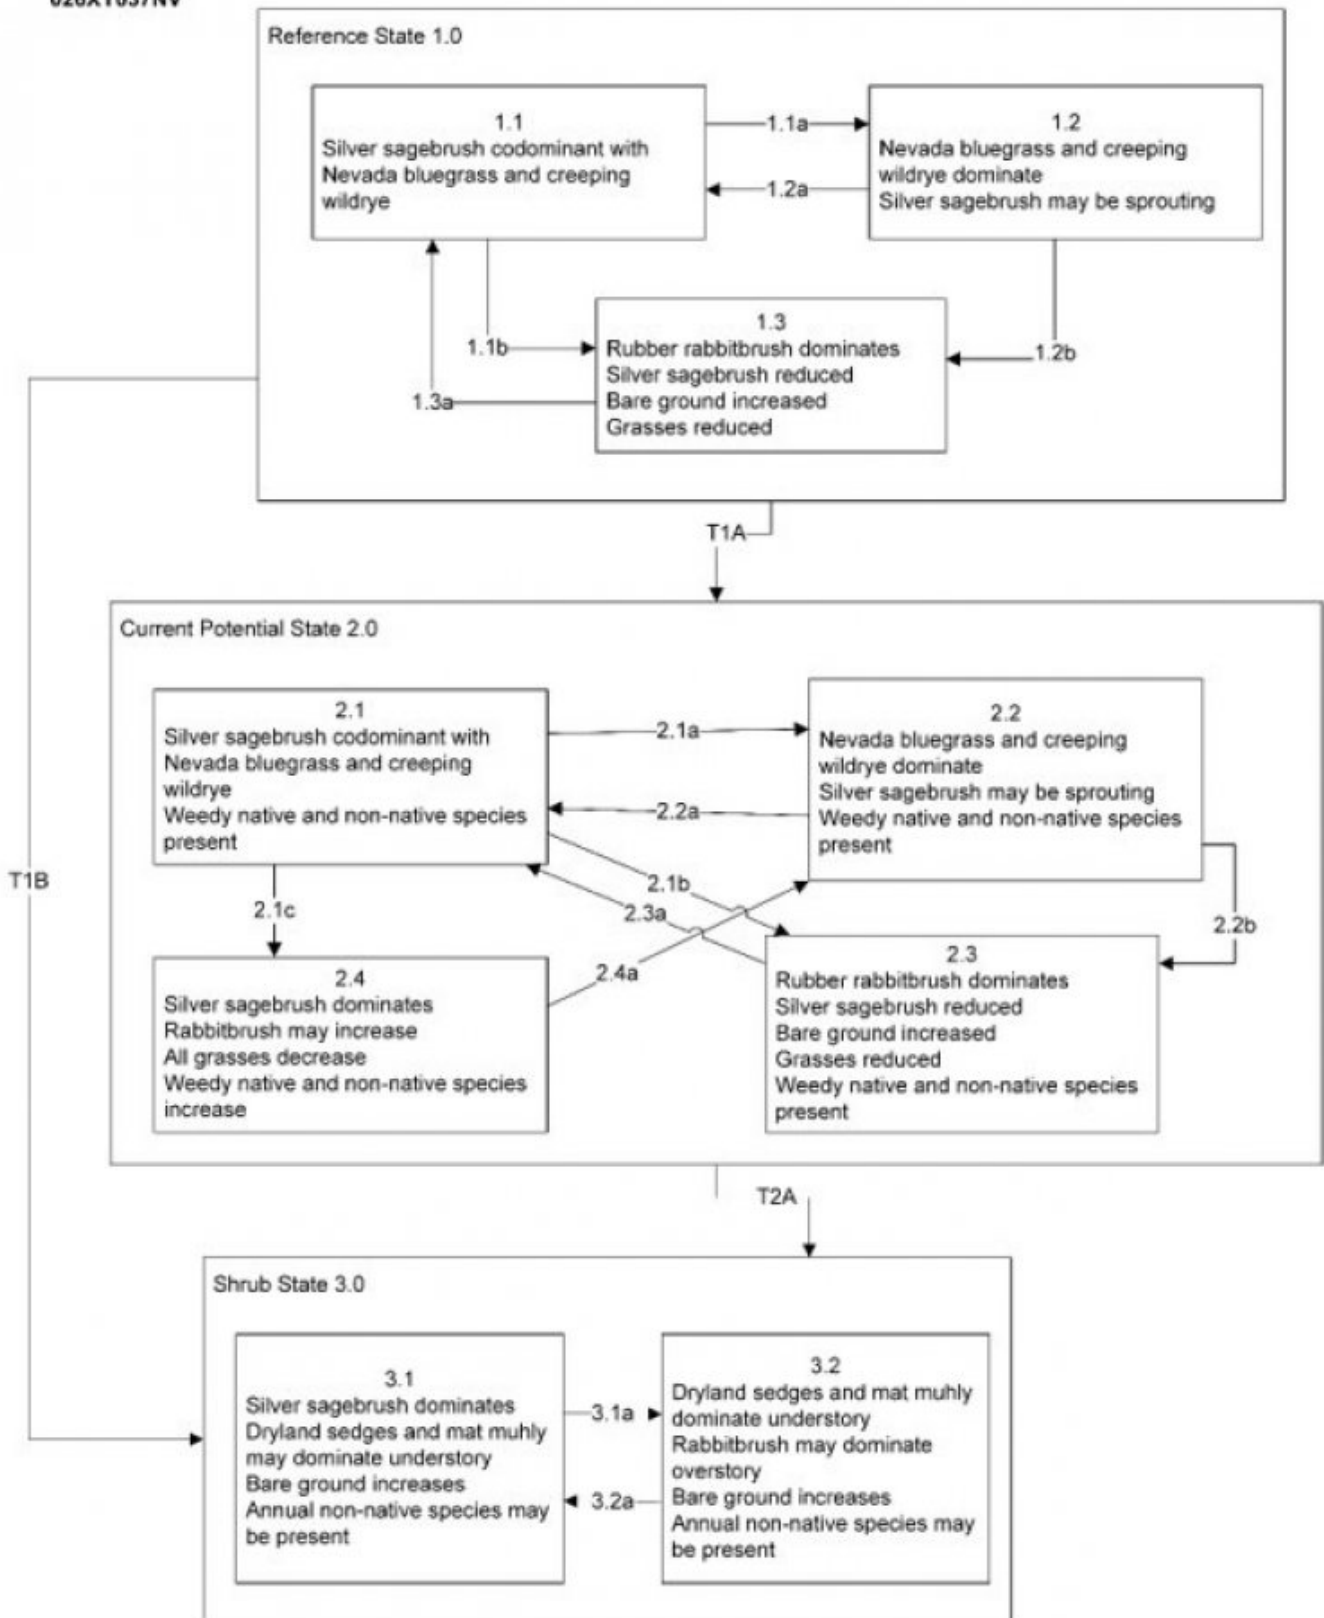 Reference State 1.0
1.1
Silver sagebrush codominant with
Nevada bluegrass and creeping
wildrye
1.1a
1.2a
1.2
Nevada bluegrass and creeping
wildrye dominate
Silver sagebrush may be sprouting
1.1b
1.3a
1.3
Rubber rabbitbrush dominates
Silver sagebrush reduced
Bare ground increased
Grasses reduced
1.2b
T1A
T1B
Current Potential State 2.0
2.1
Silver sagebrush codominant with
Nevada bluegrass and creeping
wildrye
Weedy native and non-native species
present
2.1a
2.2a
2.2
Nevada bluegrass and creeping
wildrye dominate
Silver sagebrush may be sprouting
Weedy native and non-native species
present
2.1b
2.3a
2.1c
2.4a
2.2b
2.4
Silver sagebrush dominates
Rabbitbrush may increase
All grasses decrease
Weedy native and non-native species
increase
2.3
Rubber rabbitbrush dominates
Silver sagebrush reduced
Bare ground increased
Grasses reduced
Weedy native and non-native species
present
T2A
Shrub State 3.0
3.1
Silver sagebrush dominates
Dryland sedges and mat muhly
may dominate understory
Bare ground increases
Annual non-native species may
be present
3.1a
3.2a
3.2
Dryland sedges and mat muhly
dominate understory
Rabbitbrush may dominate
overstory
Bare ground increases
Annual non-native species may
be present